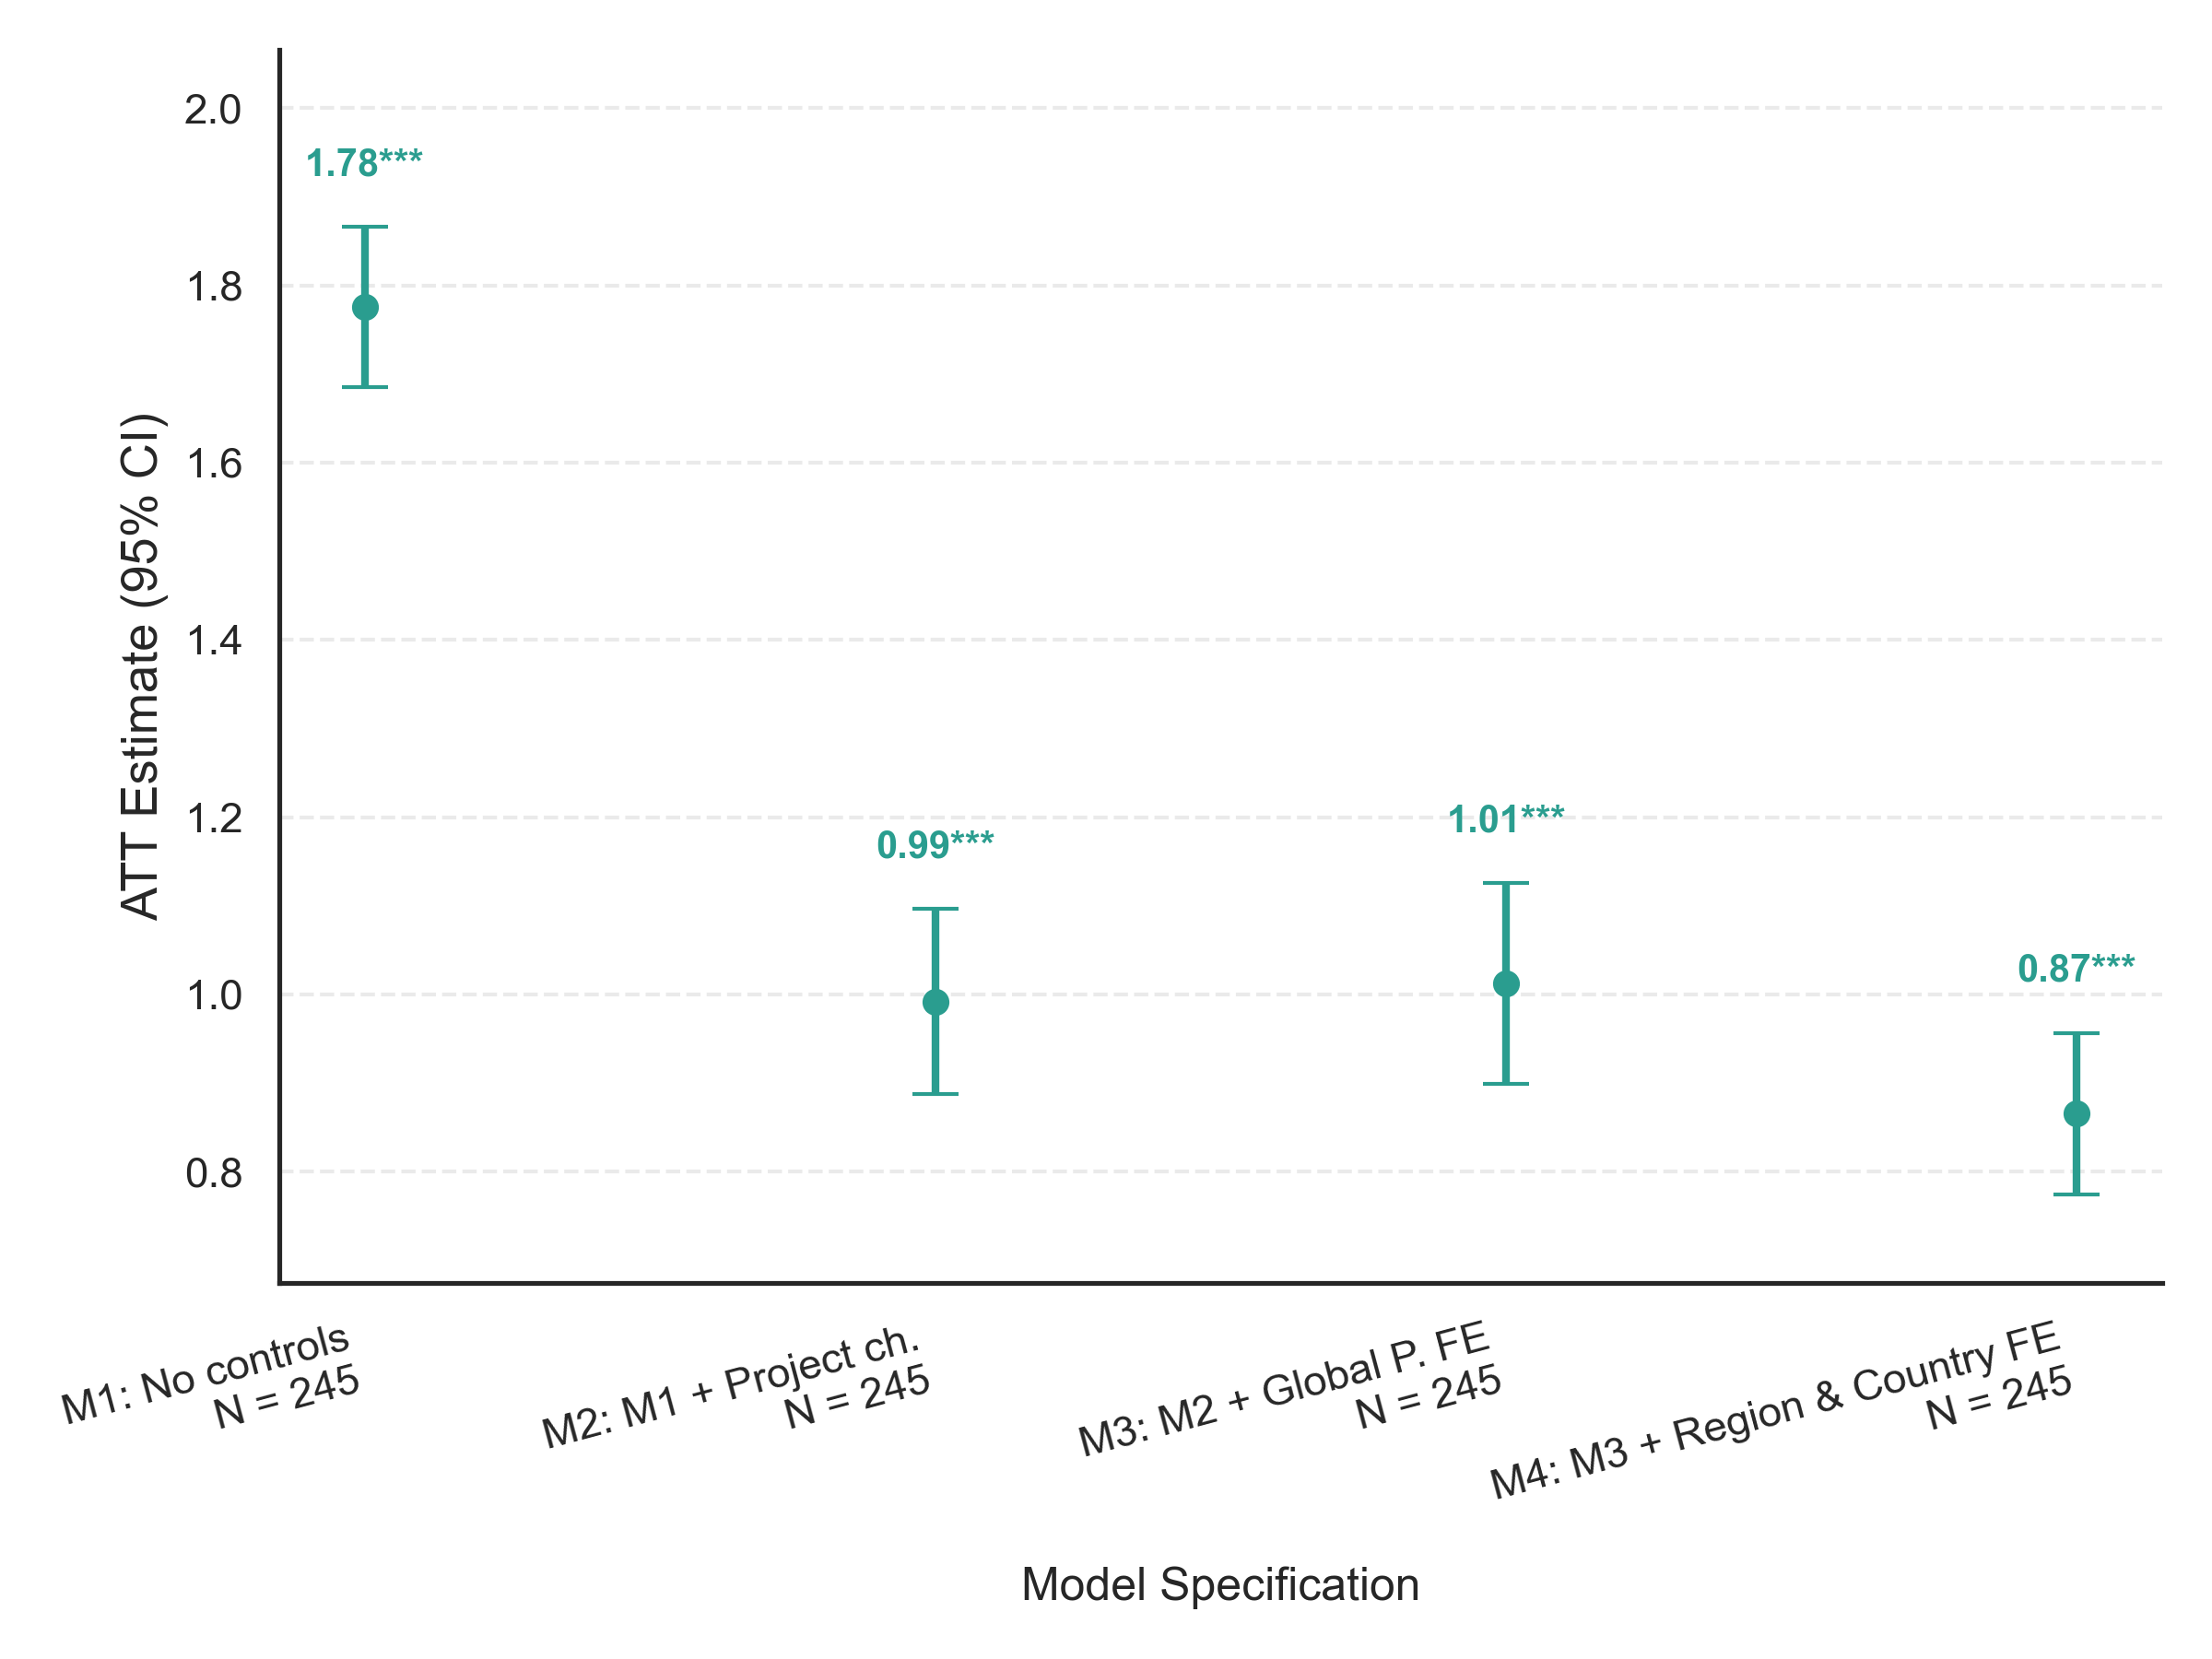 ATT Estimate (95% CI)
2.0
1.8
1.6
1.4
1.2
1.0
0.8
1.78***
0.99***
1.01***
0.87***
M1: No controls
N = 245
M2: M1 + Project ch.
N = 245
M3: M2 + Global P. FE
N = 245
M4: M3 + Region & Country FE
N = 245
Model Specification